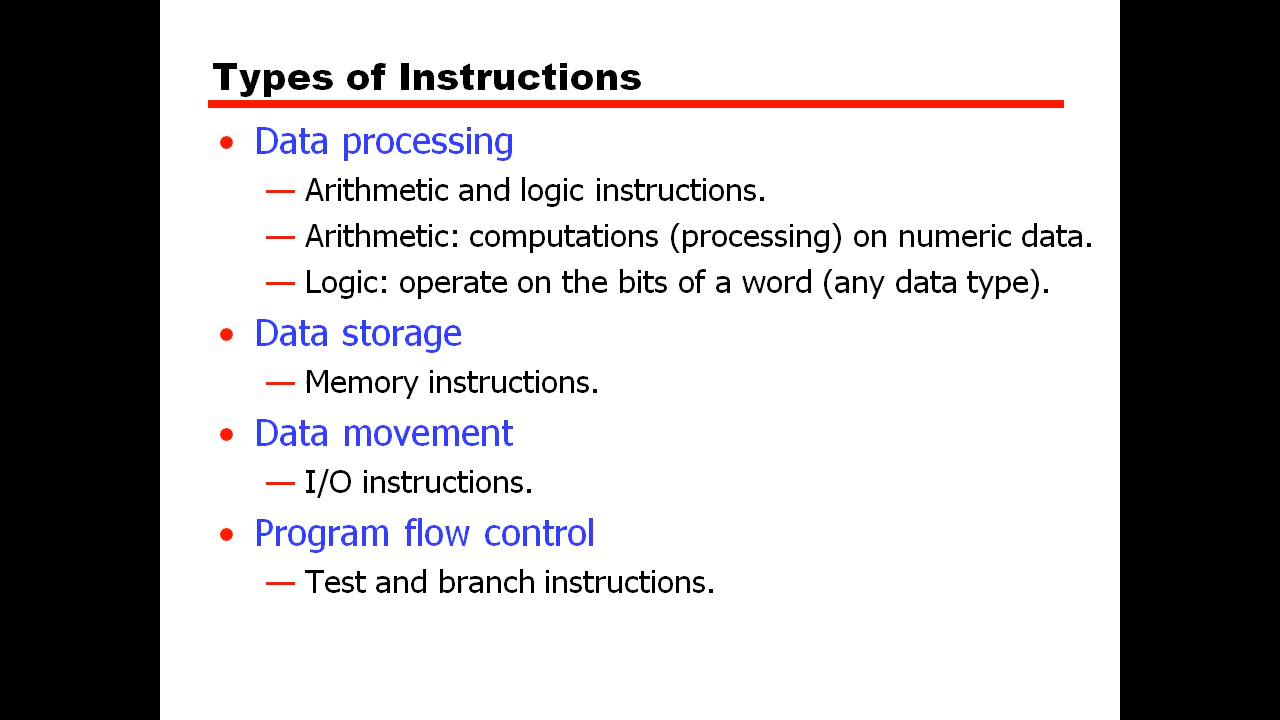 Types of Instructions
• Data processing
— Arithmetic and logic instructions.
— Arithmetic: computations (processing) on numeric data.
— Logic: operate on the bits of a word (any data type).
• Data storage
— Memory instructions.
• Data movement
— I/O instructions.
• Program flow control
— Test and branch instructions.